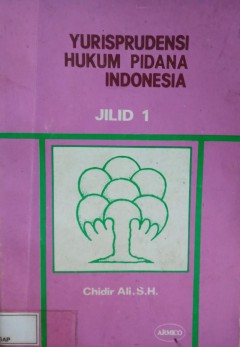 YURISPRUDENSI
HUKUM PIDANA
INDONESIA
JILID 1
Chidir Ali.S.H.
ARMICO